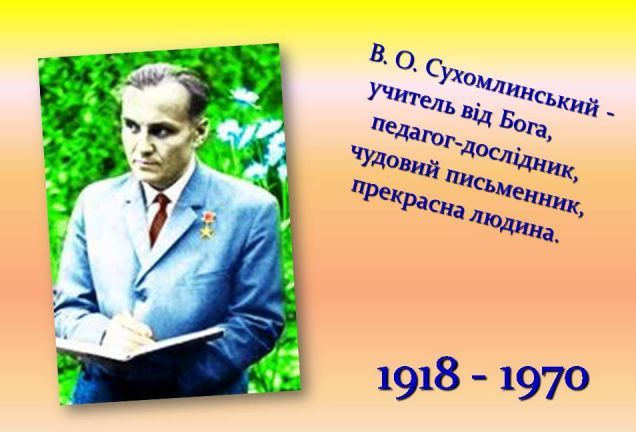 В. О. Сухомлинський -
учитель від Бога,
педагог-дослідник,
чудовий письменник,
прекрасна людина.
1918 - 1970